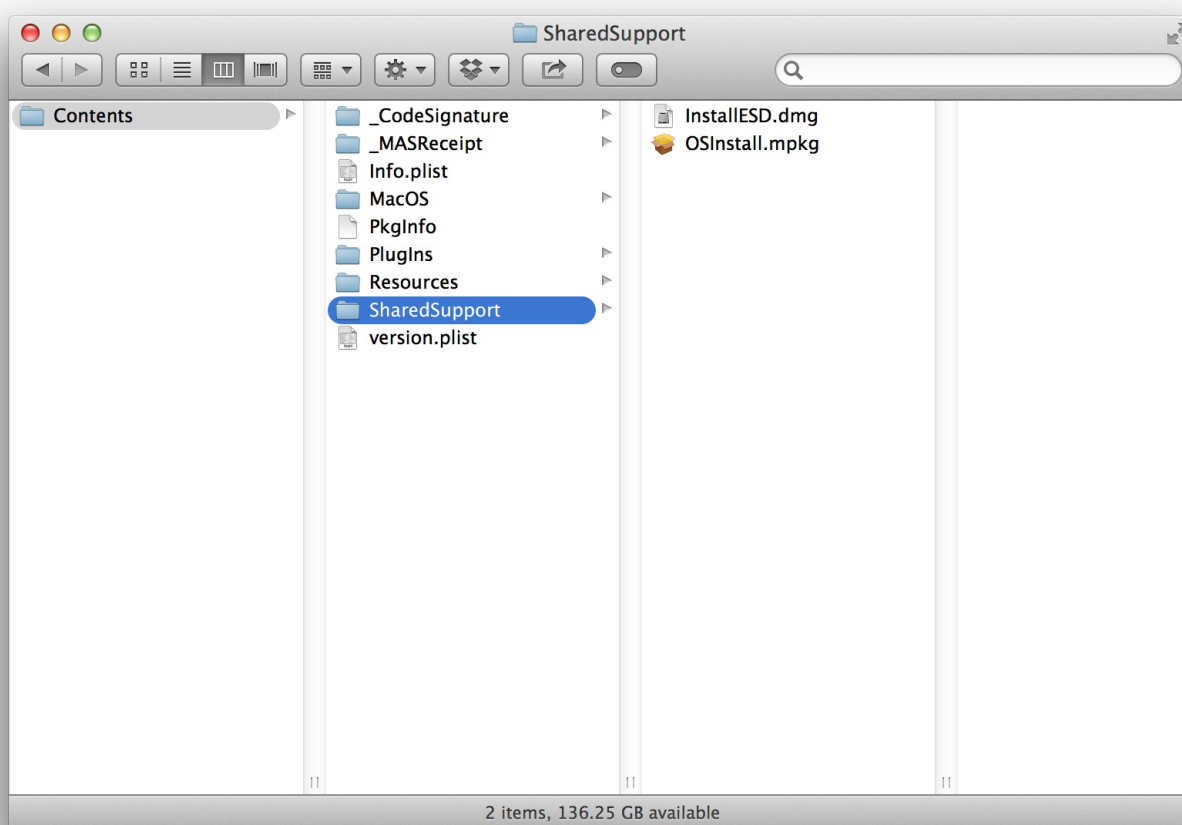 SharedSupport
Contents
_CodeSignature
_MASReceipt
Info.plist
MacOS
PkgInfo
PlugIns
Resources
SharedSupport
version.plist
InstallESD.dmg
OSInstall.mpkg
2 items, 136.25 GB available